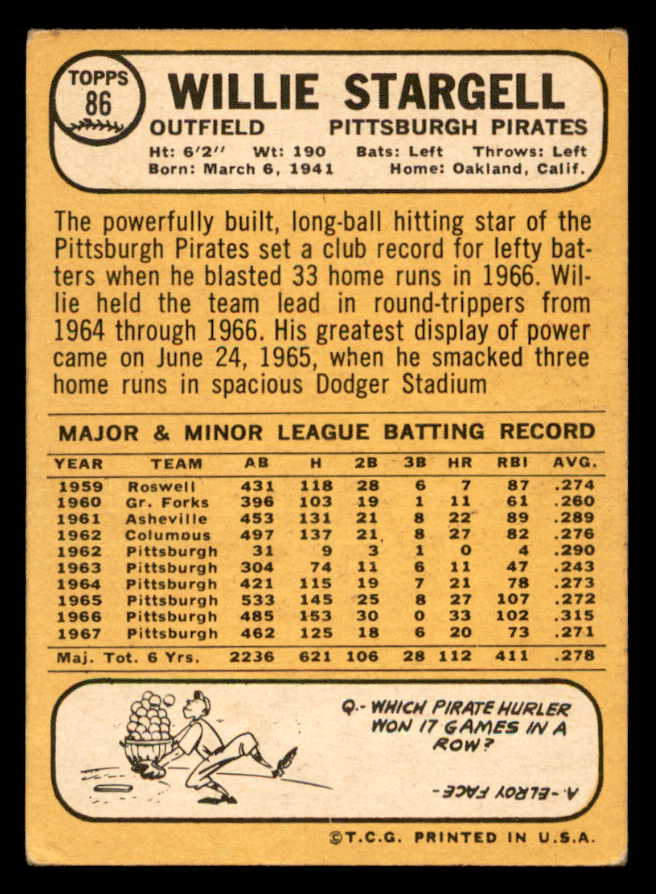 TOPPS
86
WILLIE STARGELL
OUTFIELD PITTSBURGH PIRATES
Ht: 6'2" Wt: 190 Bats: Left Throws: Left
Born: March 6, 1941 Home: Oakland, Calif.
The powerfully built, long-ball hitting star of the
Pittsburgh Pirates set a club record for lefty bat-
ters when he blasted 33 home runs in 1966. Wil-
lie held the team lead in round-trippers from
1964 through 1966. His greatest display of power
came on June 24, 1965, when he smacked three
home runs in spacious Dodger Stadium
MAJOR & MINOR LEAGUE BATTING RECORD
YEAR TEAM AB H 2B 3B HR RBI AVG.
1959 Roswell 431 118 28 6 7 87 .274
1960 Gr. Forks 396 103 19 1 11 61 .260
1961 Asheville 453 131 21 8 22 89 .289
1962 Columbus 497 137 21 8 27 82 .276
1962 Pittsburgh 31 9 3 1 0 4 .290
1963 Pittsburgh 304 74 11 6 11 47 .243
1964 Pittsburgh 421 115 19 7 21 78 .273
1965 Pittsburgh 533 145 25 8 27 107 .272
1966 Pittsburgh 485 153 30 0 33 102 .315
1967 Pittsburgh 462 125 18 6 20 73 .271
Maj. Tot. 6 Yrs. 2236 621 106 28 112 411 .278
Q.- WHICH PIRATE HURLER
WON 17 GAMES IN A
ROW?
A.- ELROY FACE -
©T.C.G. PRINTED IN U.S.A.